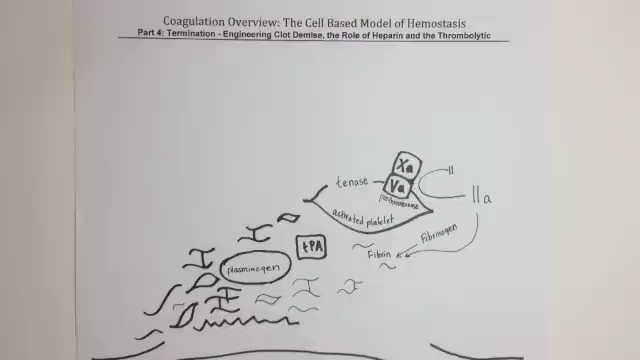 Coagulation Overview: The Cell Based Model of Hemostasis
Part 4: Termination - Engineering Clot Demise, the Role of Heparin and the Thrombolytic
Xa
II
tenase
Va
IIa
prothrombinase
activated platelet
Fibrinogen
tPA
Fibrin
plasminogen